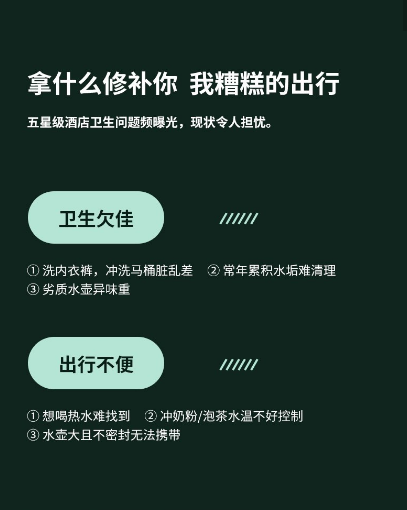 拿什么修补你 我糟糕的出行
五星级酒店卫生问题频曝光，现状令人担忧。
卫生欠佳
① 洗内衣裤，冲洗马桶脏乱差 ② 常年累积水垢难清理
③ 劣质水壶异味重
出行不便
① 想喝热水难找到 ② 冲奶粉/泡茶水温不好控制
③ 水壶大且不密封无法携带